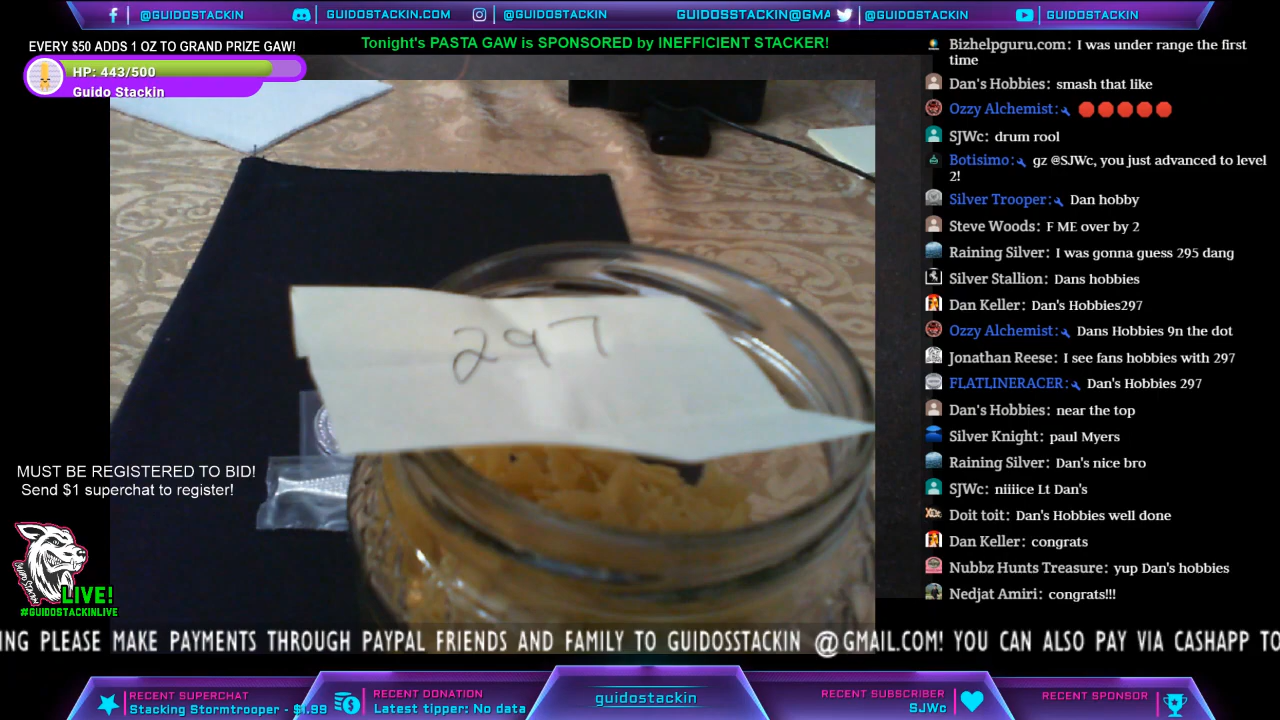 @GUIDOSTACKIN
GUIDOSTACKIN.COM
@GUIDOSTACKIN
GUIDOSSTACKIN@GMA
@GUIDOSTACKIN
GUIDOSTACKIN
EVERY $50 ADDS 1 OZ TO GRAND PRIZE GAW!
Tonight's PASTA GAW is SPONSORED by INEFFICIENT STACKER!
HP: 443/500
Guido Stackin
Bizhelpguru.com: I was under range the first
time
Dan's Hobbies: smash that like
Ozzy Alchemist:
SJWc: drum rool
Botisimo: gz @SJWc, you just advanced to level
2!
Silver Trooper: Dan hobby
Steve Woods: F ME over by 2
Raining Silver: I was gonna guess 295 dang
Silver Stallion: Dans hobbies
Dan Keller: Dan's Hobbies297
Ozzy Alchemist: Dans Hobbies 9n the dot
Jonathan Reese: I see fans hobbies with 297
FLATLINERACER: Dan's Hobbies 297
Dan's Hobbies: near the top
Silver Knight: paul Myers
Raining Silver: Dan's nice bro
SJWc: niiiice Lt Dan's
Doit toit: Dan's Hobbies well done
Dan Keller: congrats
Nubbz Hunts Treasure: yup Dan's hobbies
Nedjat Amiri: congrats!!!
297
MUST BE REGISTERED TO BID!
Send $1 superchat to register!
GUIDO STACKIN
LIVE!
#GUIDOSTACKINLIVE
NG PLEASE MAKE PAYMENTS THROUGH PAYPAL FRIENDS AND FAMILY TO GUIDOSSTACKIN @GMAIL.COM! YOU CAN ALSO PAY VIA CASHAPP TO
RECENT SUPERCHAT
Stacking Stormtrooper - $1.99
RECENT DONATION
Latest tipper: No data
guidostackin
RECENT SUBSCRIBER
SJWc
RECENT SPONSOR